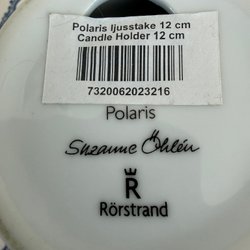 Polaris ljusstake 12 cm
Candle Holder 12 cm
7320062023216
Polaris
Suzanne Öhlén
R
Rörstrand